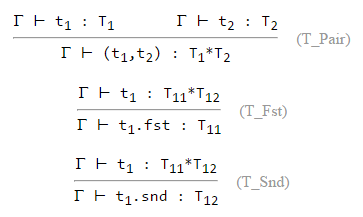 Γ ⊢ t₁ : T₁ Γ ⊢ t₂ : T₂
(T_Pair)
Γ ⊢ (t₁,t₂) : T₁*T₂
Γ ⊢ t₁ : T₁₁*T₁₂
(T_Fst)
Γ ⊢ t₁.fst : T₁₁
Γ ⊢ t₁ : T₁₁*T₁₂
(T_Snd)
Γ ⊢ t₁.snd : T₁₂